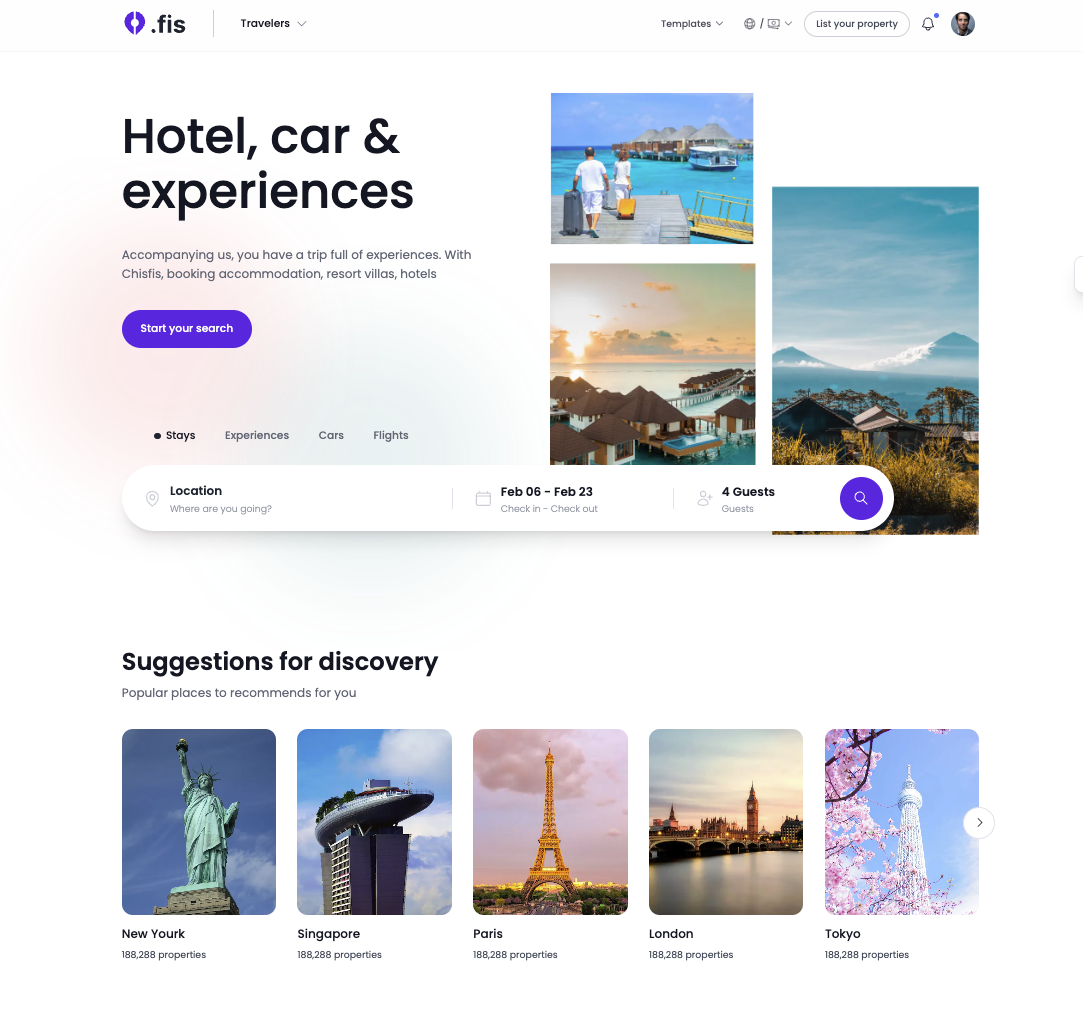 .fis
Travelers
Templates
/
List your property
Hotel, car &
experiences
Accompanying us, you have a trip full of experiences. With
Chisfis, booking accommodation, resort villas, hotels
Start your search
Stays
Experiences
Cars
Flights
Location
Where are you going?
Feb 06 - Feb 23
Check in - Check out
4 Guests
Guests
Suggestions for discovery
Popular places to recommends for you
New Yourk
188,288 properties
Singapore
188,288 properties
Paris
188,288 properties
London
188,288 properties
Tokyo
188,288 properties